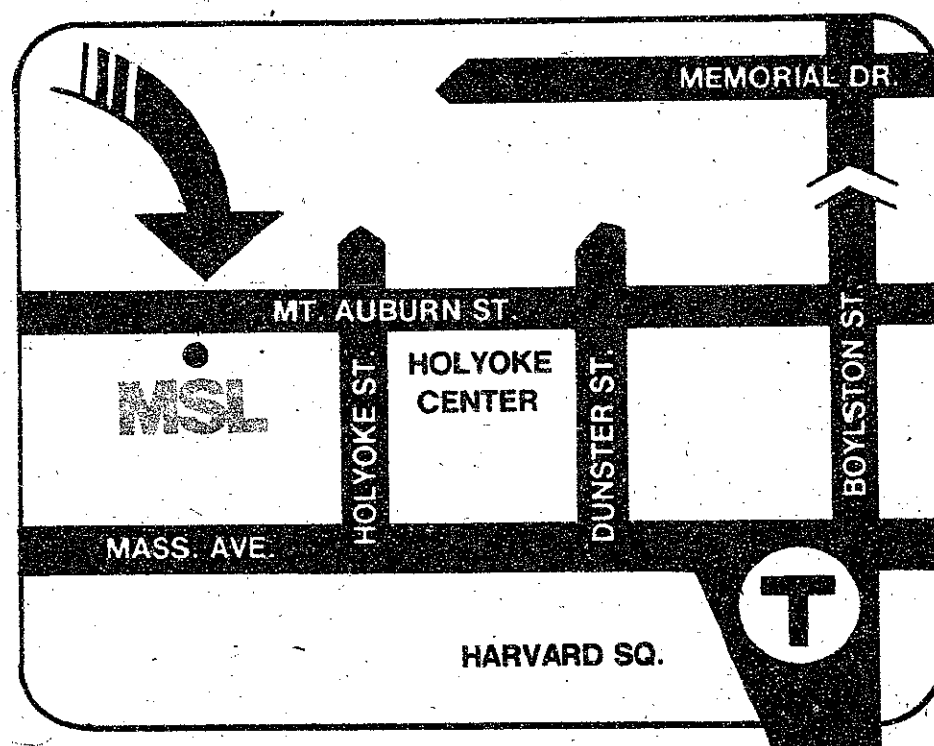 MEMORIAL DR.
MT. AUBURN ST.
BOYLSTON ST.
HOLYOKE
CENTER
HOLYOKE ST.
DUNSTER ST.
MSL
MASS. AVE.
T
HARVARD SQ.